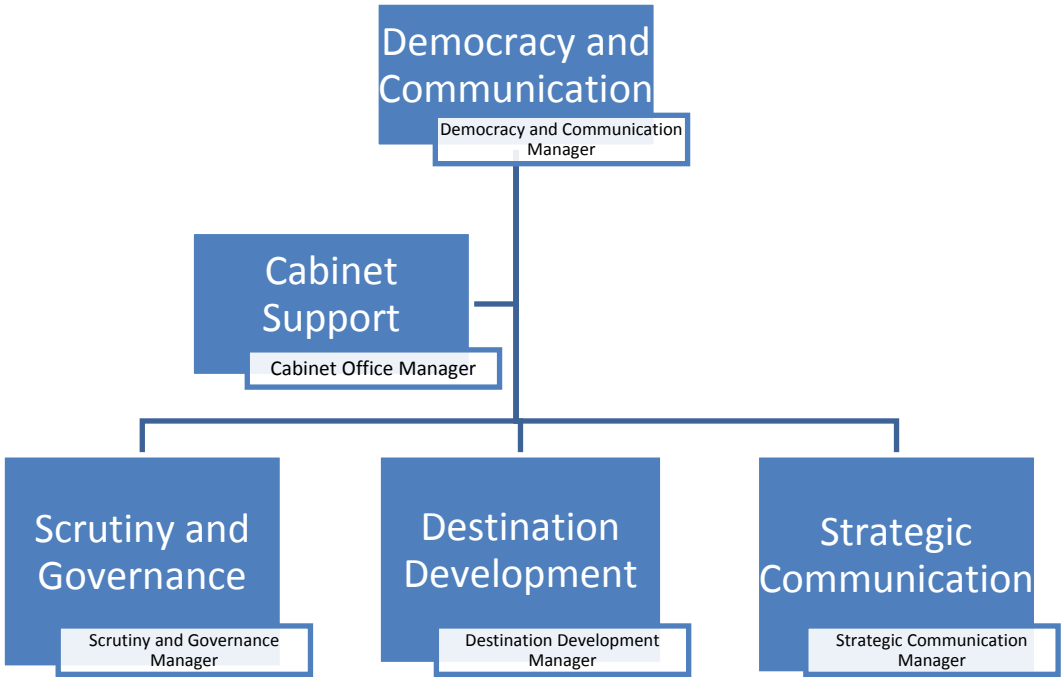 Democracy and
Communication
Democracy and Communication
Manager
Cabinet
Support
Cabinet Office Manager
Scrutiny and
Governance
Scrutiny and Governance
Manager
Destination
Development
Destination Development
Manager
Strategic
Communication
Strategic Communication
Manager